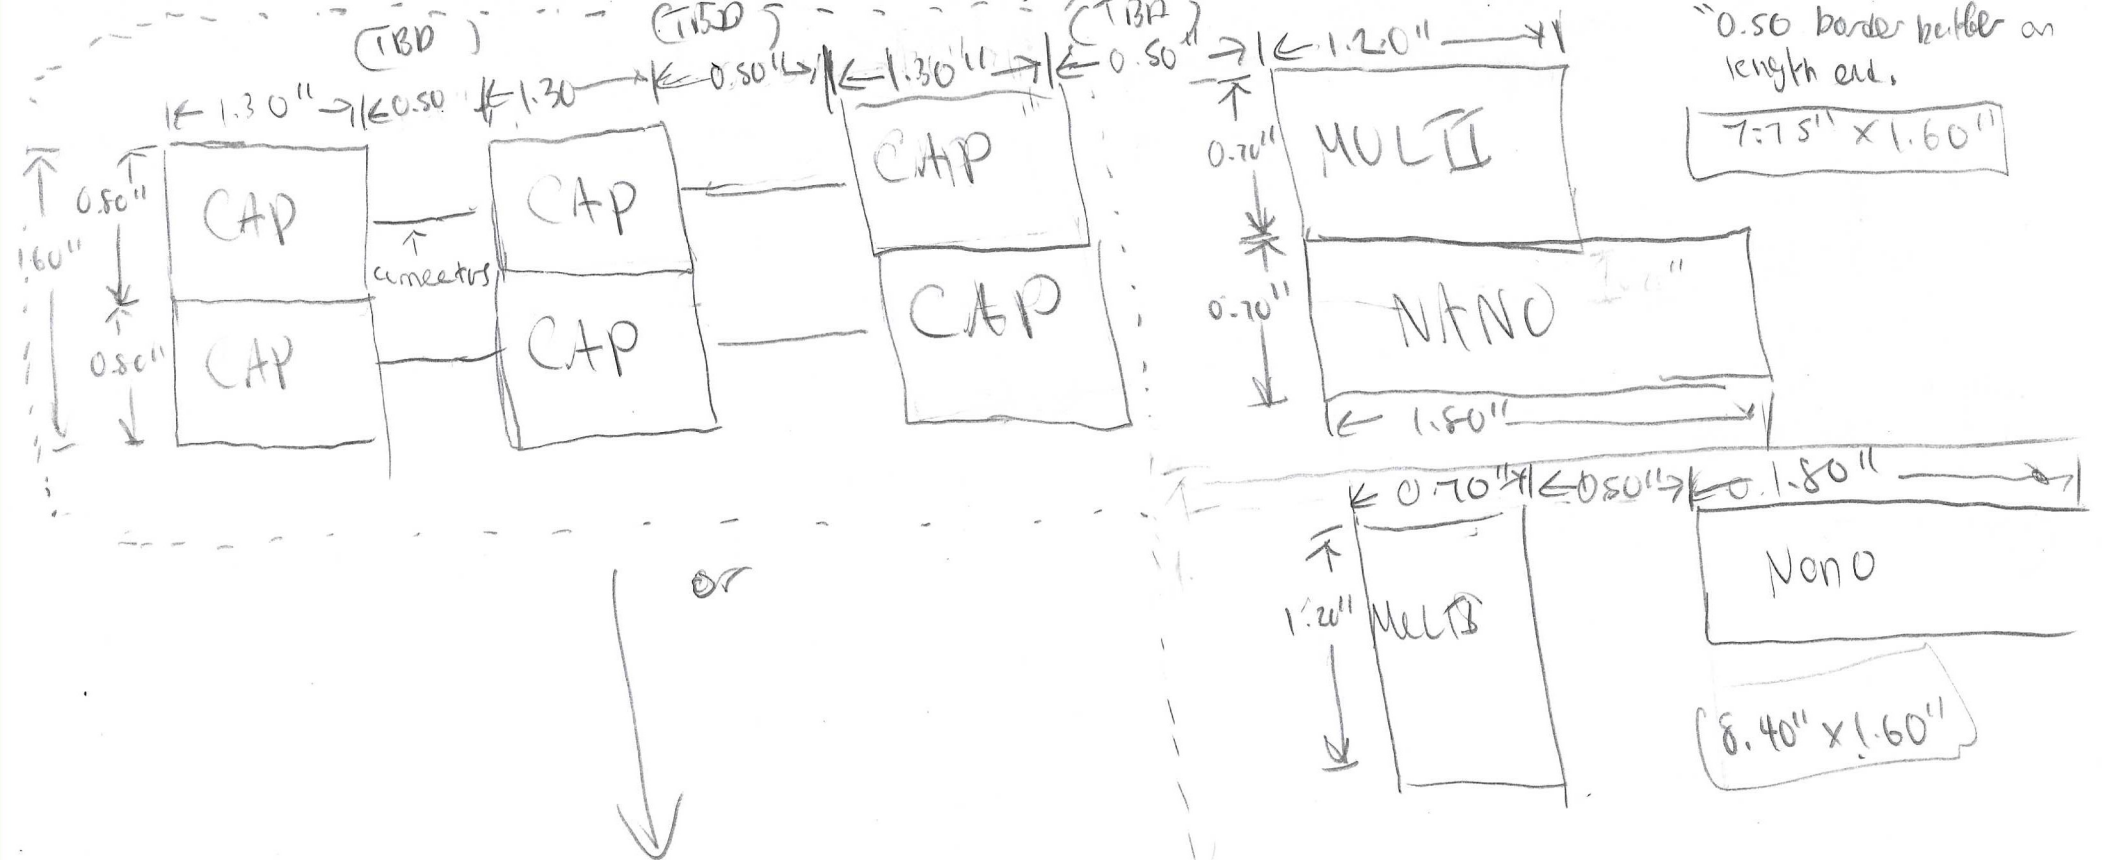 (TBD)
(TBD)
"0.50 border buffer on
length end.
1.30"
0.50
1.30
0.50"
1.30"
0.50"
1.20"
7.75" x 1.60"
0.80"
CAP
CAP
CAP
0.70"
MULTI
1.60"
connectors
0.80"
CAP
CAP
CAP
0.70"
NANO
1.80"
0.70"
0.50"
1.80"
or
1.20"
MULTI
Nano
8.40" x 1.60"